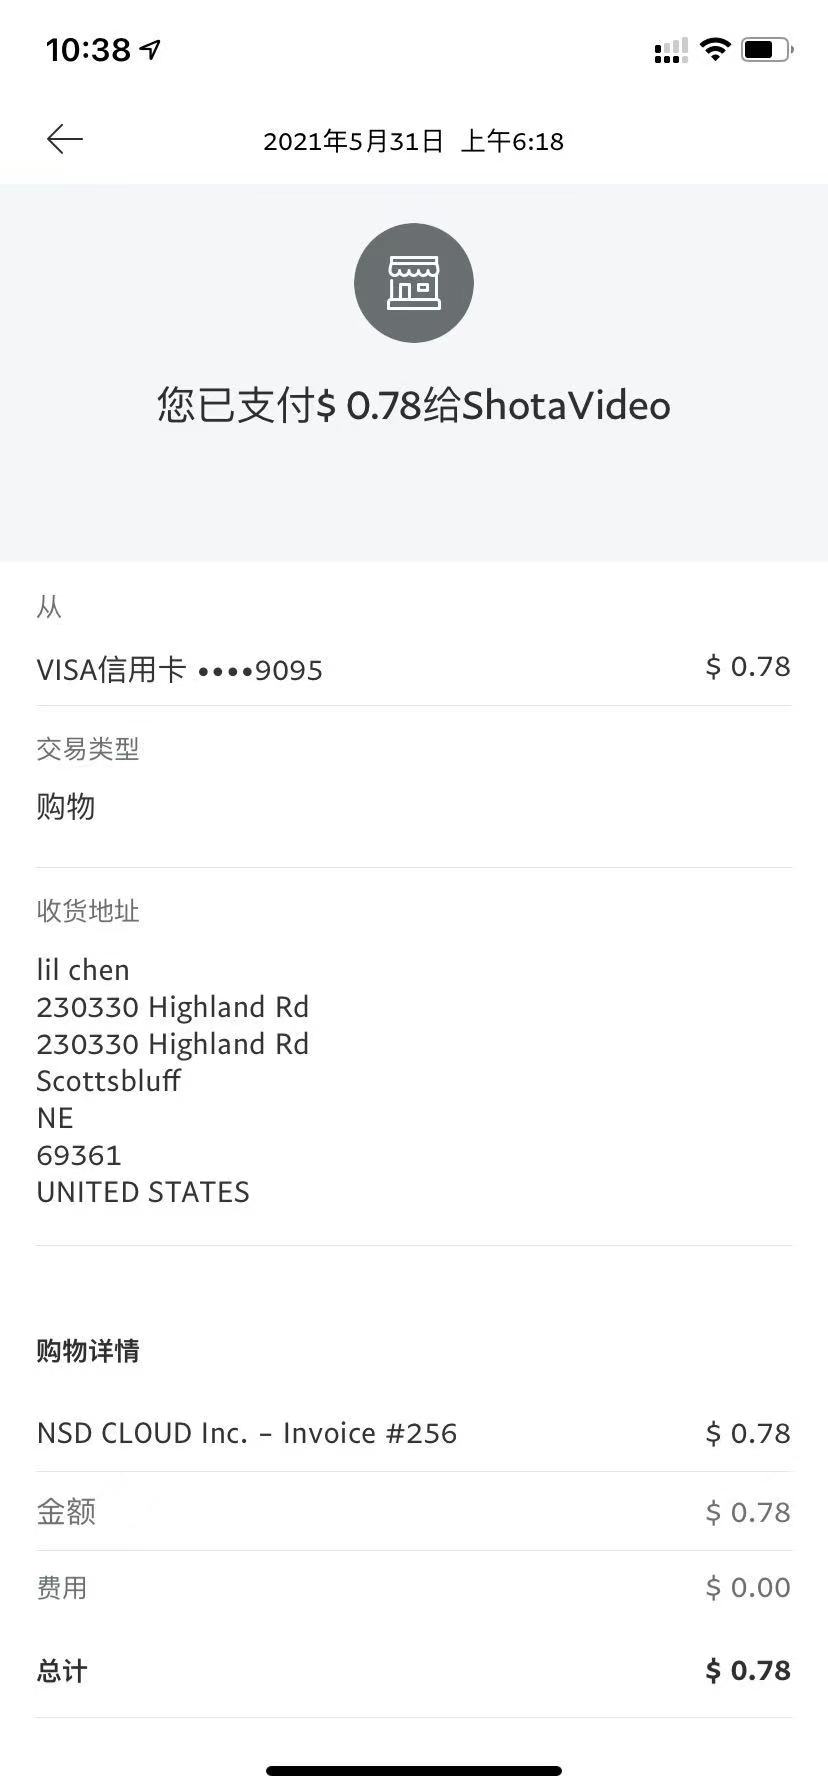 10:38
2021年5月31日 上午6:18
您已支付$ 0.78给ShotaVideo
从
VISA信用卡 ••••9095 $ 0.78
交易类型
购物
收货地址
lil chen
230330 Highland Rd
230330 Highland Rd
Scottsbluff
NE
69361
UNITED STATES
购物详情
NSD CLOUD Inc. – Invoice #256 $ 0.78
金额 $ 0.78
费用 $ 0.00
总计 $ 0.78